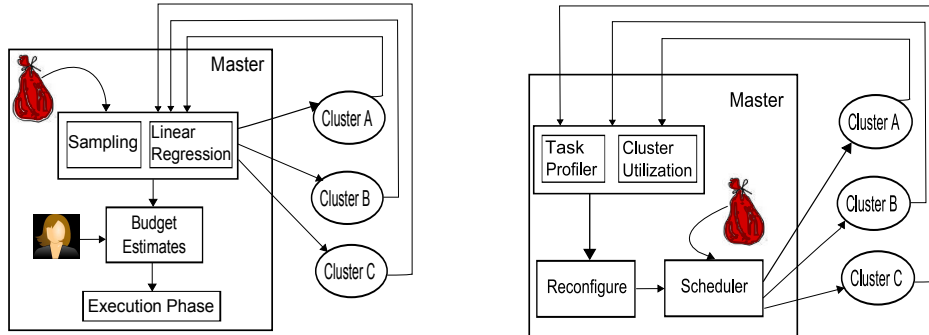 Master
Sampling
Linear
Regression
Cluster A
Cluster B
Cluster C
Budget
Estimates
Execution Phase
Master
Task
Profiler
Cluster
Utilization
Reconfigure
Scheduler
Cluster A
Cluster B
Cluster C